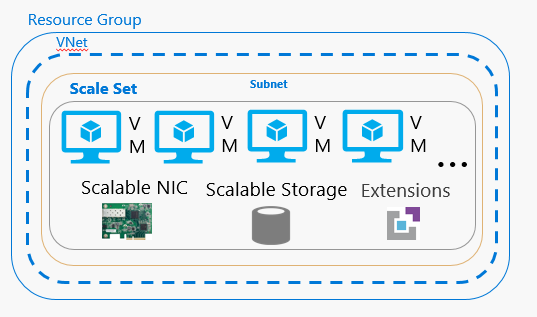 Resource Group
VNet
Scale Set
Subnet
V
M
V
M
V
M
V
M
...
Scalable NIC
Scalable Storage
Extensions